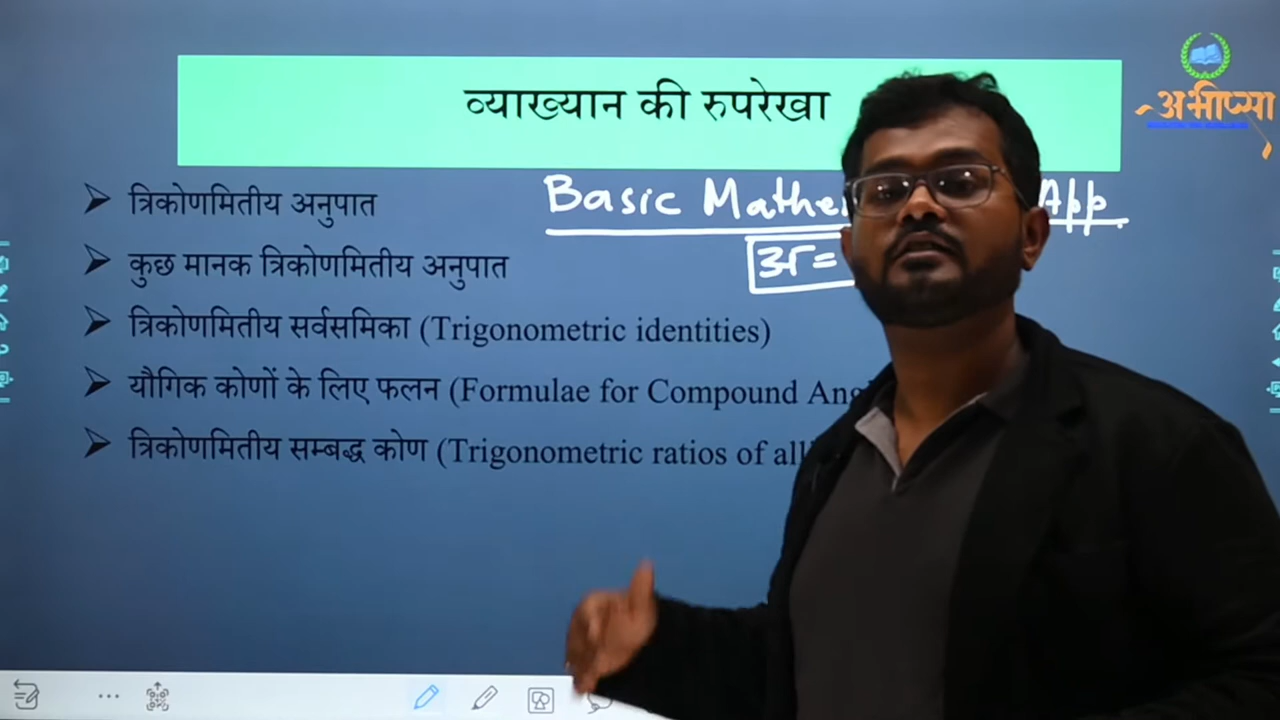 व्याख्यान की रुपरेखा
अभीप्सा
Basic Mathe App.
➢ त्रिकोणमितीय अनुपात
➢ कुछ मानक त्रिकोणमितीय अनुपात
➢ त्रिकोणमितीय सर्वसमिका (Trigonometric identities)
➢ यौगिक कोणों के लिए फलन (Formulae for Compound Ang
➢ त्रिकोणमितीय सम्बद्ध कोण (Trigonometric ratios of all